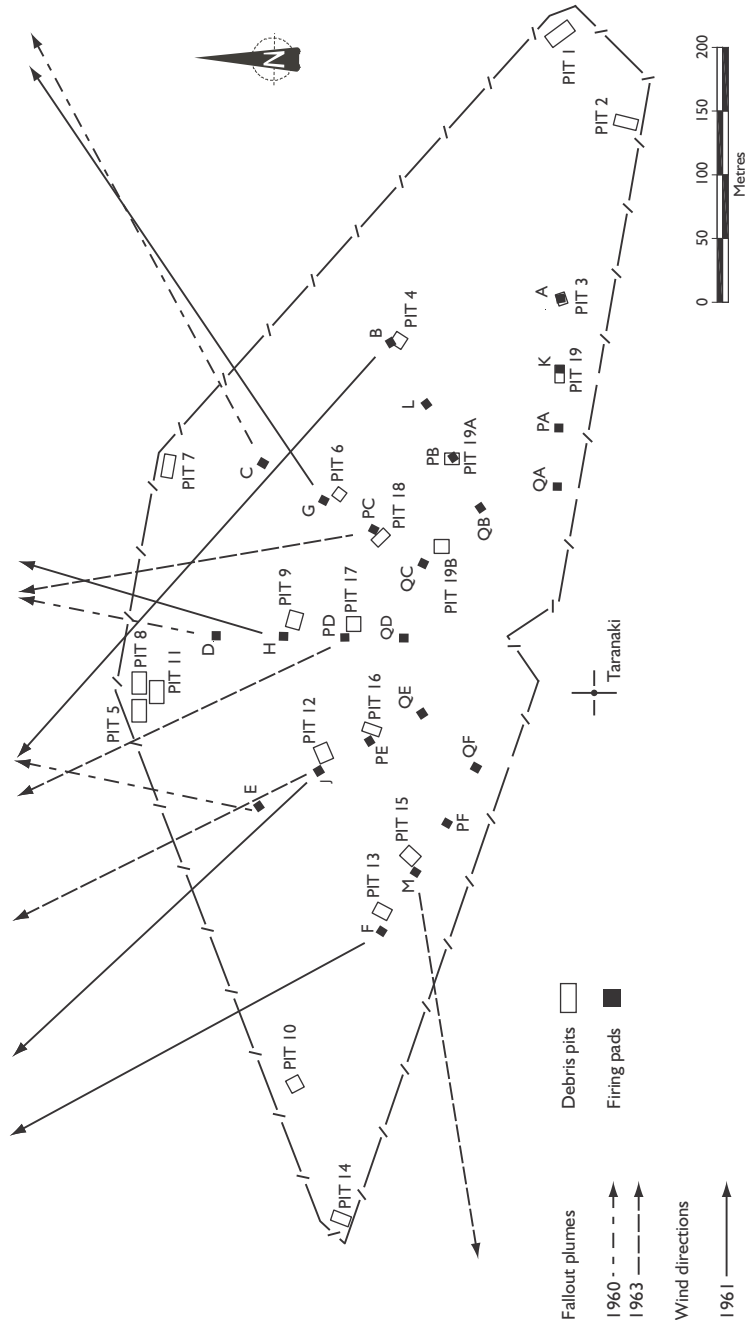 N
PIT 1
PIT 2
200
150
100
50
0
Metres
A
PIT 3
B
PIT 4
K
PIT 19
L
PA
PB
PIT 19A
QA
PIT 7
C
G
PIT 6
PC
PIT 18
QB
QC
PIT 19B
PIT 9
H
PIT 17
PD
QD
D
PIT 8
PIT 11
PIT 5
Taranaki
PIT 12
J
PIT 16
PE
QE
QF
E
PIT 15
PF
M
PIT 13
F
PIT 10
PIT 14
Debris pits
Firing pads
Fallout plumes
1960
1963
Wind directions
1961